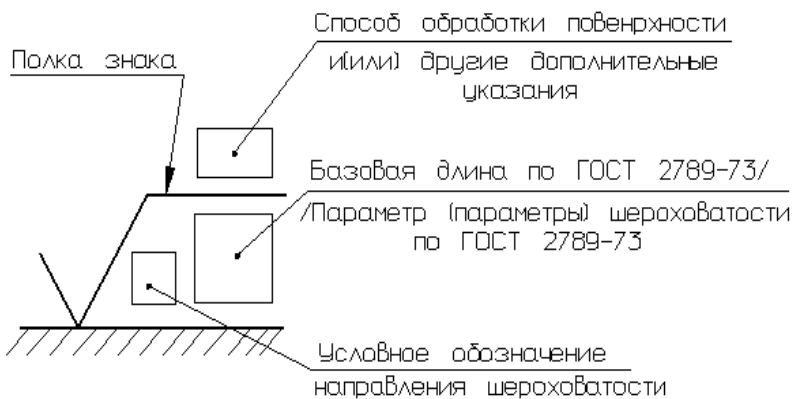 Способ обработки повенрхности
и(или) другие дополнительные
указания
Полка знака
Базовая длина по ГОСТ 2789-73/
/Параметр (параметры) шероховатости
по ГОСТ 2789-73
Условное обозначение
направления шероховатости